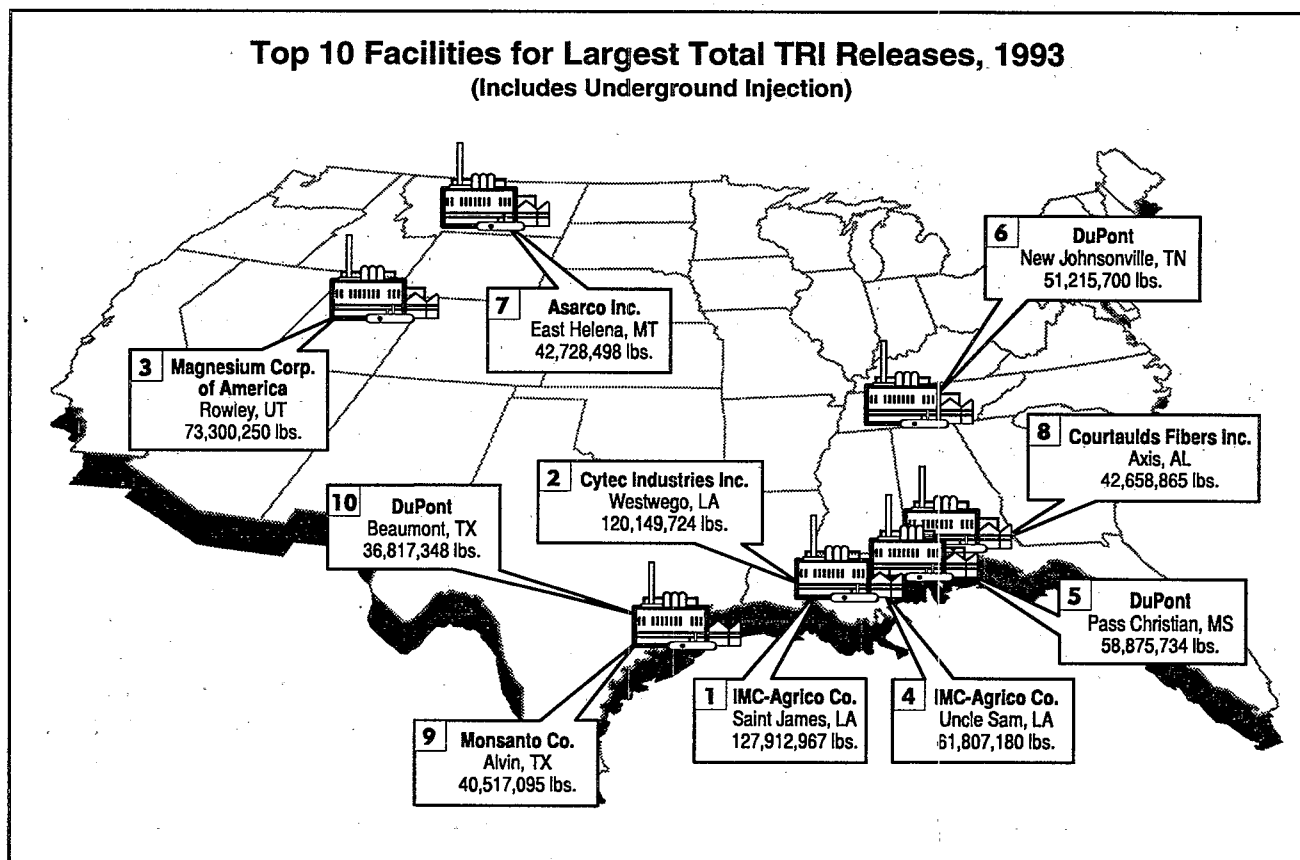 Top 10 Facilities for Largest Total TRI Releases, 1993
(Includes Underground Injection)
6
DuPont
New Johnsonville, TN
51,215,700 lbs.
7
Asarco Inc.
East Helena, MT
42,728,498 lbs.
3
Magnesium Corp.
of America
Rowley, UT
73,300,250 lbs.
8
Courtaulds Fibers Inc.
Axis, AL
42,658,865 lbs.
2
Cytec Industries Inc.
Westwego, LA
120,149,724 lbs.
10
DuPont
Beaumont, TX
36,817,348 lbs.
5
DuPont
Pass Christian, MS
58,875,734 lbs.
1
IMC-Agrico Co.
Saint James, LA
127,912,967 lbs.
4
IMC-Agrico Co.
Uncle Sam, LA
61,807,180 lbs.
9
Monsanto Co.
Alvin, TX
40,517,095 lbs.